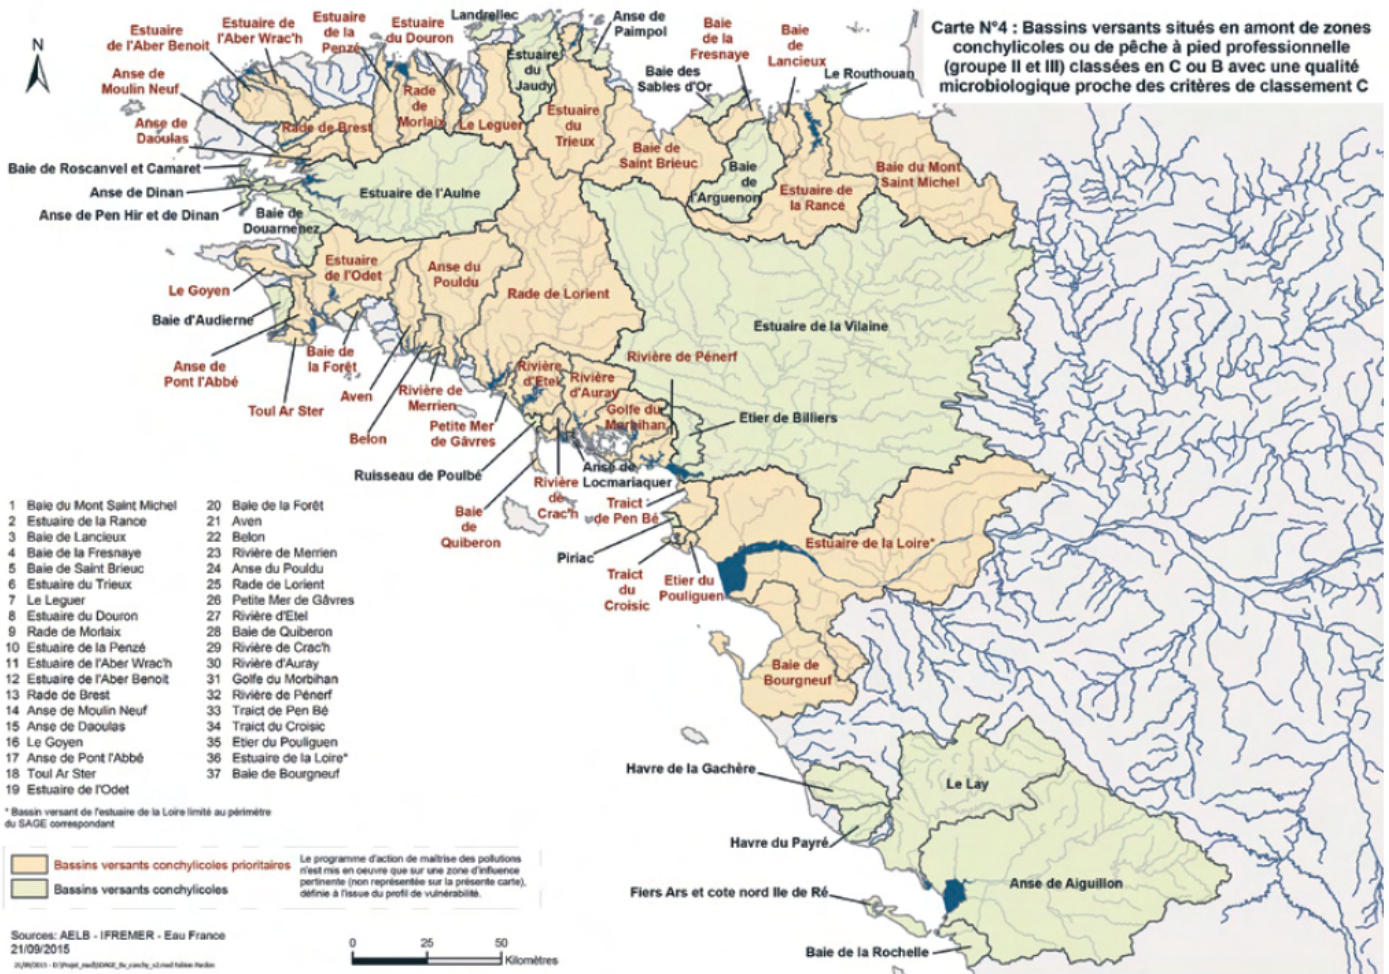 Carte N°4 : Bassins versants situés en amont de zones
conchylicoles ou de pêche à pied professionnelle
(groupe II et III) classées en C ou B avec une qualité
microbiologique proche des critères de classement C
N
Estuaire
de l'Aber Benoit
Estuaire de
l'Aber Wrac'h
Estuaire
de la
Penzé
Estuaire
du Douron
Landrellec
Anse de
Paimpol
Baie
de la
Fresnaye
Baie
de
Lancieux
Le Routhouan
Baie des
Sables d'Or
Anse de
Moulin Neuf
Estuaire
du
Jaudy
Rade
de
Morlaix
Anse de
Daoulas
Rade de Brest
Le Leguer
Estuaire
du
Trieux
Baie de
Saint Brieuc
Baie
de
l'Arguenon
Estuaire de
la Rance
Baie du Mont
Saint Michel
Baie de Roscanvel et Camaret
Anse de Dinan
Anse de Pen Hir et de Dinan
Estuaire de l'Aulne
Baie de
Douarnenez
Le Goyen
Estuaire
de l'Odet
Anse du
Pouldu
Rade de Lorient
Baie d'Audierne
Estuaire de la Vilaine
Anse de
Pont l'Abbé
Baie de
la Forêt
Toul Ar Ster
Aven
Belon
Rivière de
Merrien
Petite Mer
de Gâvres
Rivière
d'Etel
Rivière
d'Auray
Rivière de Pénerf
Golfe du
Morbihan
Etier de Billiers
Ruisseau de Poulbé
Anse de
Locmariaquer
Rivière
de
Crac'h
Baie
de
Quiberon
Traict
de Pen Bé
Piriac
Traict
du
Croisic
Etier du
Pouliguen
Estuaire de la Loire*
Baie de
Bourgneuf
Havre de la Gachère
Le Lay
Havre du Payré
Anse de Aiguillon
Fiers Ars et cote nord Ile de Ré
Baie de la Rochelle
1 Baie du Mont Saint Michel
2 Estuaire de la Rance
3 Baie de Lancieux
4 Baie de la Fresnaye
5 Baie de Saint Brieuc
6 Estuaire du Trieux
7 Le Leguer
8 Estuaire du Douron
9 Rade de Morlaix
10 Estuaire de la Penzé
11 Estuaire de l'Aber Wrac'h
12 Estuaire de l'Aber Benoit
13 Rade de Brest
14 Anse de Moulin Neuf
15 Anse de Daoulas
16 Le Goyen
17 Anse de Pont l'Abbé
18 Toul Ar Ster
19 Estuaire de l'Odet
20 Baie de la Forêt
21 Aven
22 Belon
23 Rivière de Merrien
24 Anse du Pouldu
25 Rade de Lorient
26 Petite Mer de Gâvres
27 Rivière d'Etel
28 Baie de Quiberon
29 Rivière de Crac'h
30 Rivière d'Auray
31 Golfe du Morbihan
32 Rivière de Pénerf
33 Traict de Pen Bé
34 Traict du Croisic
35 Etier du Pouliguen
36 Estuaire de la Loire*
37 Baie de Bourgneuf
* Bassin versant de l'estuaire de la Loire limité au périmètre
du SAGE correspondant
Bassins versants conchylicoles prioritaires
Bassins versants conchylicoles
Le programme d'action de maîtrise des pollutions
n'est mis en oeuvre que sur une zone d'influence
pertinente (non représentée sur la présente carte),
définie à l'issue du profil de vulnérabilité.
Sources: AELB - IFREMER - Eau France
21/09/2015
0 25 50
Kilomètres